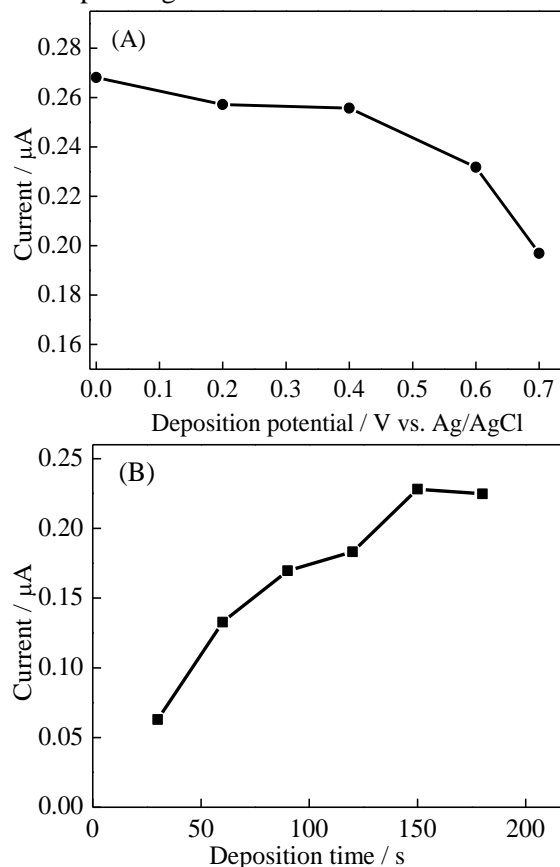 (A)
0.28
0.26
0.24
0.22
0.20
0.18
0.16
Current / μA
0.0 0.1 0.2 0.3 0.4 0.5 0.6 0.7
Deposition potential / V vs. Ag/AgCl
(B)
0.25
0.20
0.15
0.10
0.05
0.00
Current / μA
0 50 100 150 200
Deposition time / s